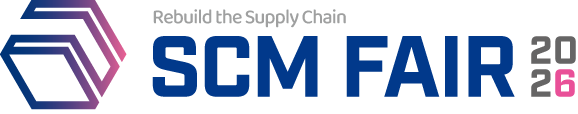 Rebuild the Supply Chain
SCM FAIR
20
26